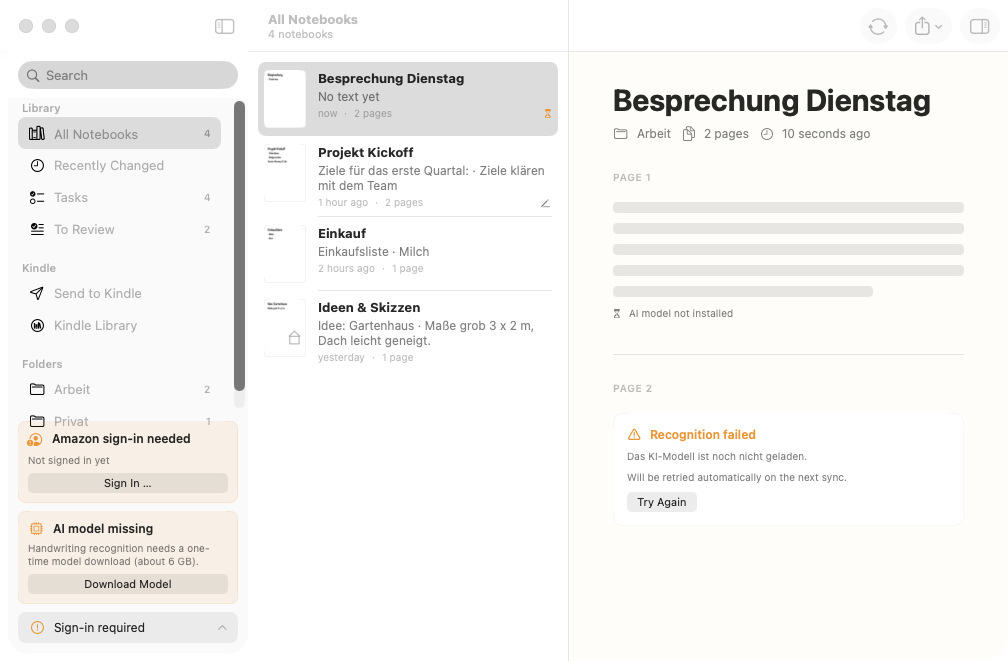 Search
Library
All Notebooks 4
Recently Changed
Tasks 4
To Review 2
Kindle
Send to Kindle
Kindle Library
Folders
Arbeit 2
Privat 1
Amazon sign-in needed
Not signed in yet
Sign In ...
AI model missing
Handwriting recognition needs a one-
time model download (about 6 GB).
Download Model
Sign-in required
All Notebooks
4 notebooks
Besprechung Dienstag
No text yet
now · 2 pages
Projekt Kickoff
Ziele für das erste Quartal: · Ziele klären
mit dem Team
1 hour ago · 2 pages
Einkauf
Einkaufsliste · Milch
2 hours ago · 1 page
Ideen & Skizzen
Idee: Gartenhaus · Maße grob 3 x 2 m,
Dach leicht geneigt.
yesterday · 1 page
Besprechung Dienstag
Arbeit 2 pages 10 seconds ago
PAGE 1
AI model not installed
PAGE 2
Recognition failed
Das KI-Modell ist noch nicht geladen.
Will be retried automatically on the next sync.
Try Again